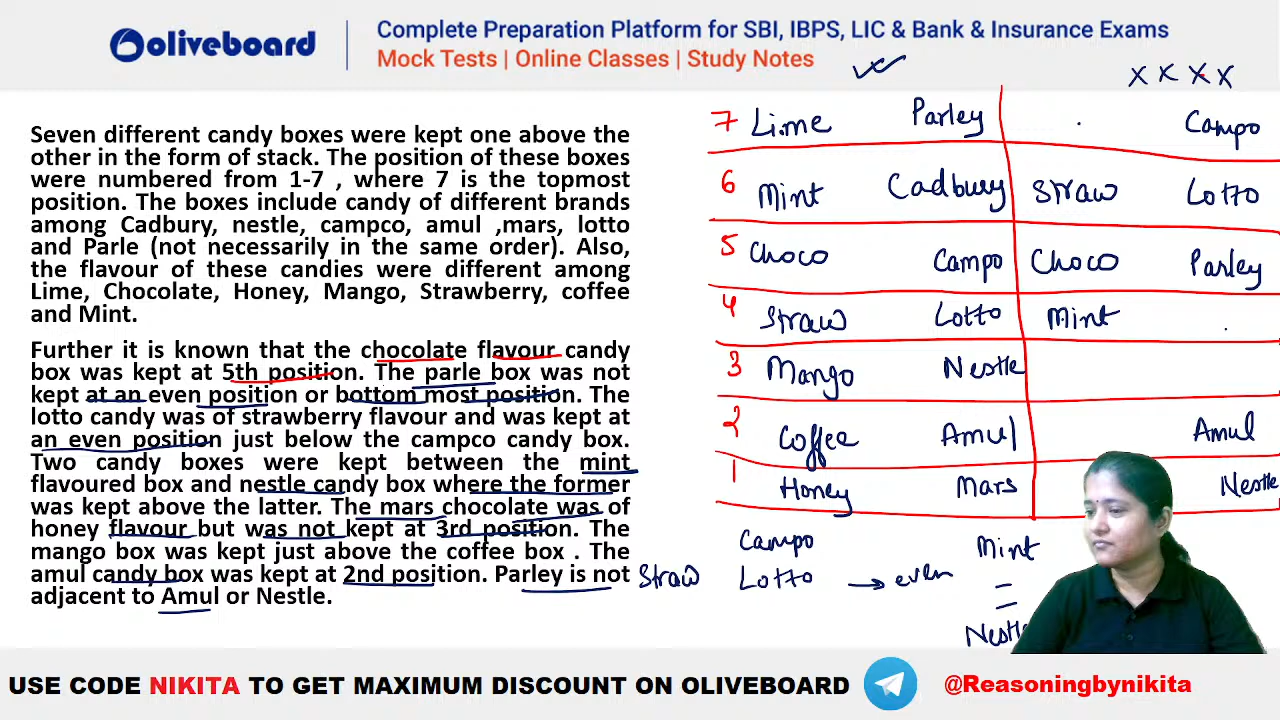 oliveboard
Complete Preparation Platform for SBI, IBPS, LIC & Bank & Insurance Exams
Mock Tests | Online Classes | Study Notes
Seven different candy boxes were kept one above the
other in the form of stack. The position of these boxes
were numbered from 1-7 , where 7 is the topmost
position. The boxes include candy of different brands
among Cadbury, nestle, campco, amul ,mars, lotto
and Parle (not necessarily in the same order). Also,
the flavour of these candies were different among
Lime, Chocolate, Honey, Mango, Strawberry, coffee
and Mint.
Further it is known that the chocolate flavour candy
box was kept at 5th position. The parle box was not
kept at an even position or bottom most position. The
lotto candy was of strawberry flavour and was kept at
an even position just below the campco candy box.
Two candy boxes were kept between the mint
flavoured box and nestle candy box where the former
was kept above the latter. The mars chocolate was of
honey flavour but was not kept at 3rd position. The
mango box was kept just above the coffee box . The
amul candy box was kept at 2nd position. Parley is not
adjacent to Amul or Nestle.
x x x x
7 Lime Parley Campo
6 Mint Cadbury Straw Lotto
5 Choco Campo Choco Parley
4 Straw Lotto Mint
3 Mango Nestle
2 Coffee Amul Amul
1 Honey Mars Nestle
Campo Mint
Straw Lotto → even =
=
Nestle
USE CODE NIKITA TO GET MAXIMUM DISCOUNT ON OLIVEBOARD
@Reasoningbynikita